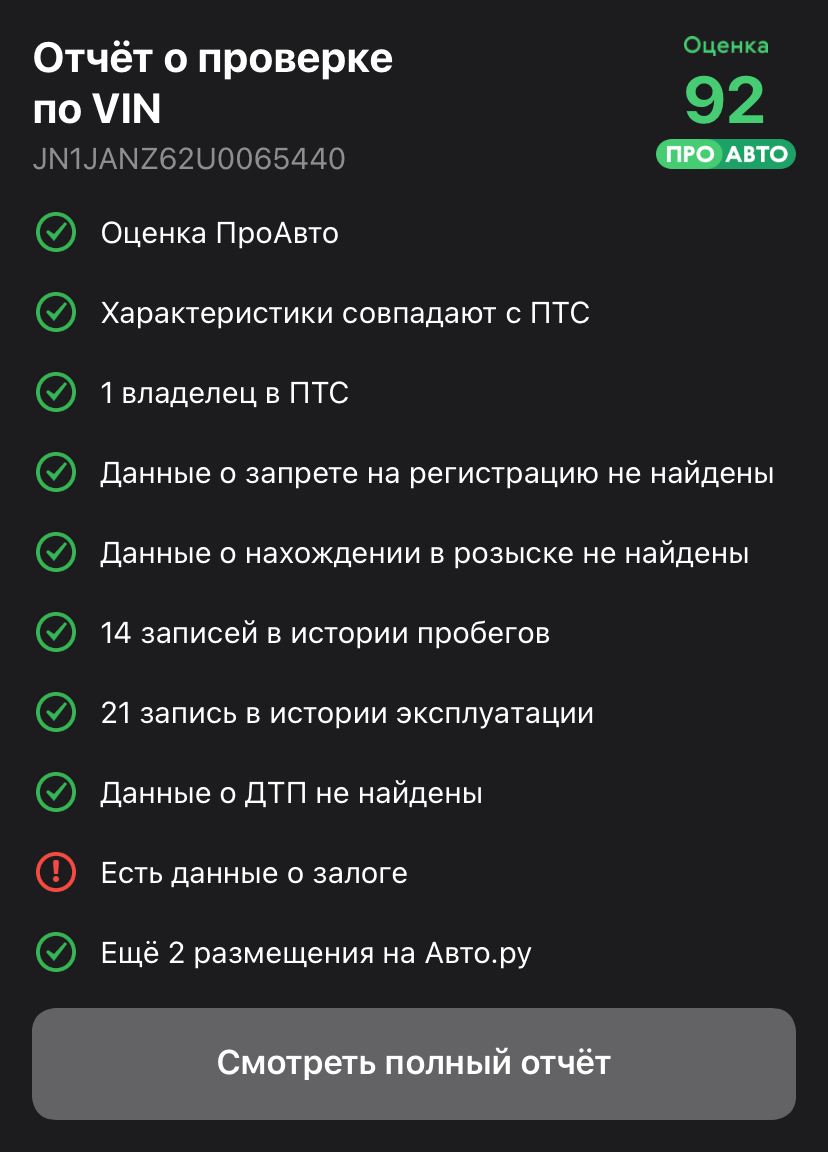 Отчёт о проверке
по VIN
JN1JANZ62U0065440
Оценка
92
ПРО АВТО
Оценка ПроАвто
Характеристики совпадают с ПТС
1 владелец в ПТС
Данные о запрете на регистрацию не найдены
Данные о нахождении в розыске не найдены
14 записей в истории пробегов
21 запись в истории эксплуатации
Данные о ДТП не найдены
Есть данные о залоге
Ещё 2 размещения на Авто.ру
Смотреть полный отчёт